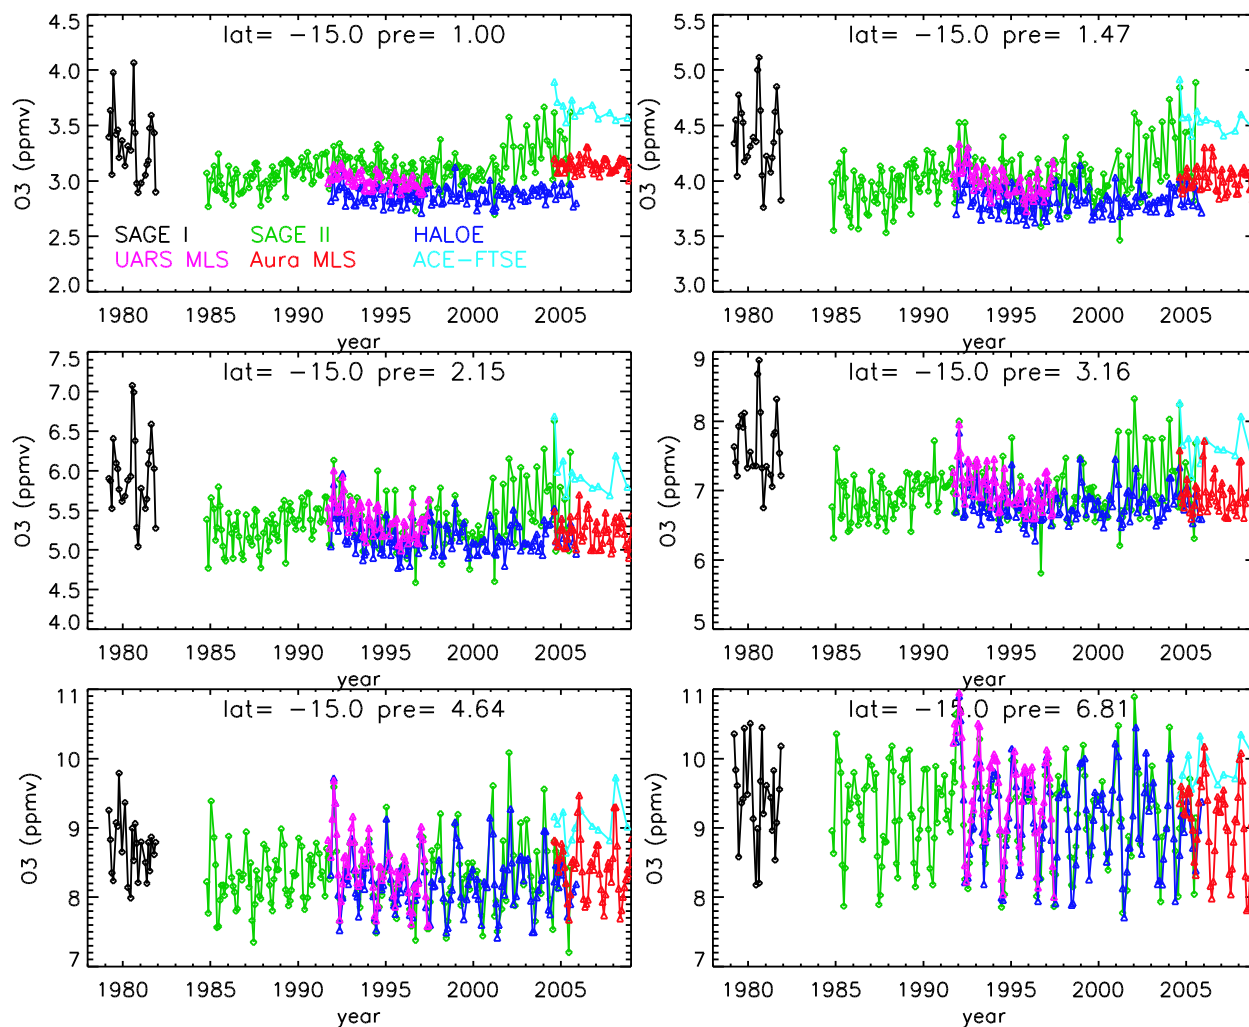 lat= -15.0 pre= 1.00
4.5
4.0
3.5
3.0
2.5
2.0
O3 (ppmv)
SAGE I SAGE II HALOE
UARS MLS Aura MLS ACE-FTSE
1980 1985 1990 1995 2000 2005
year
lat= -15.0 pre= 1.47
5.5
5.0
4.5
4.0
3.5
3.0
O3 (ppmv)
1980 1985 1990 1995 2000 2005
year
lat= -15.0 pre= 2.15
7.5
7.0
6.5
6.0
5.5
5.0
4.5
4.0
O3 (ppmv)
1980 1985 1990 1995 2000 2005
year
lat= -15.0 pre= 3.16
9
8
7
6
5
O3 (ppmv)
1980 1985 1990 1995 2000 2005
year
lat= -15.0 pre= 4.64
11
10
9
8
7
O3 (ppmv)
1980 1985 1990 1995 2000 2005
year
lat= -15.0 pre= 6.81
11
10
9
8
7
O3 (ppmv)
1980 1985 1990 1995 2000 2005
year